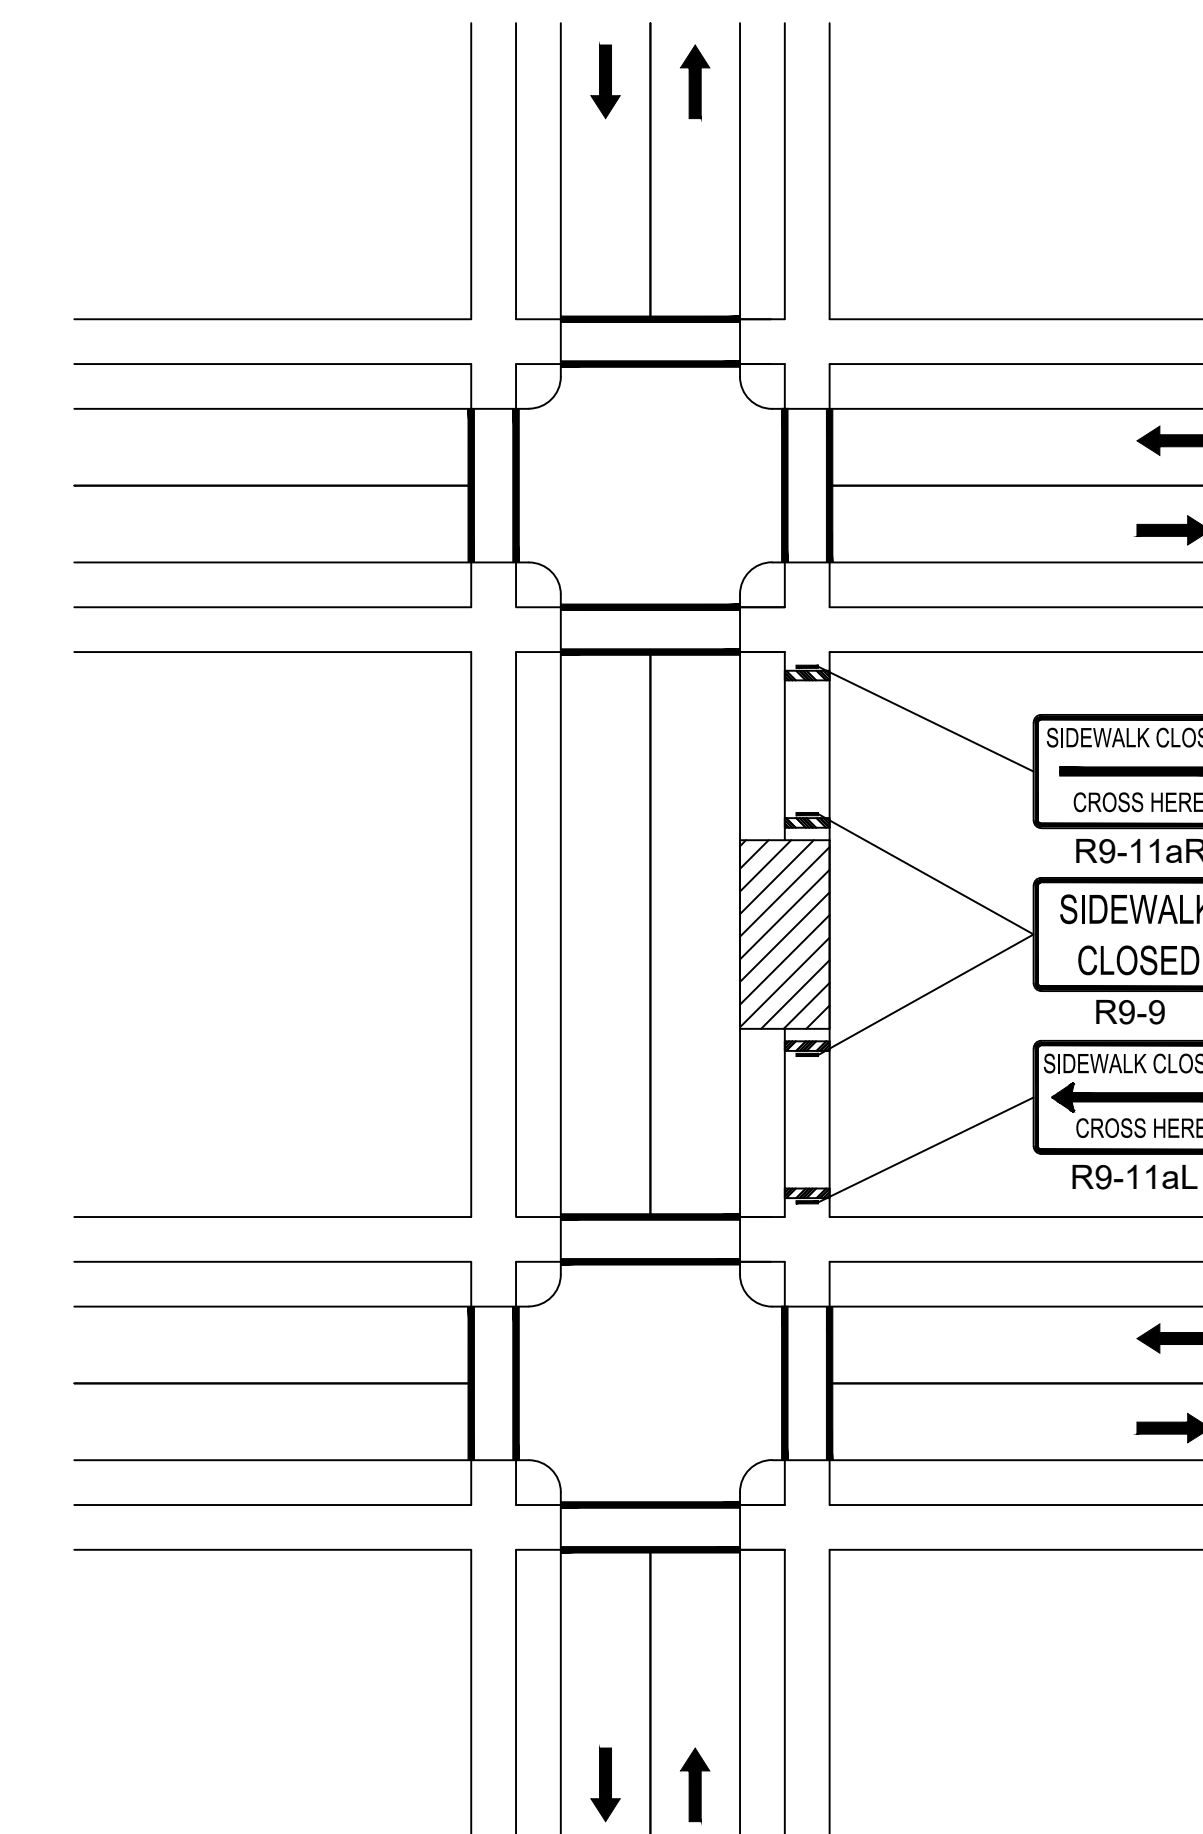 SIDEWALK CLOS
CROSS HERE
R9-11aR
SIDEWALK
CLOSED
R9-9
SIDEWALK CLOS
CROSS HERE
R9-11aL